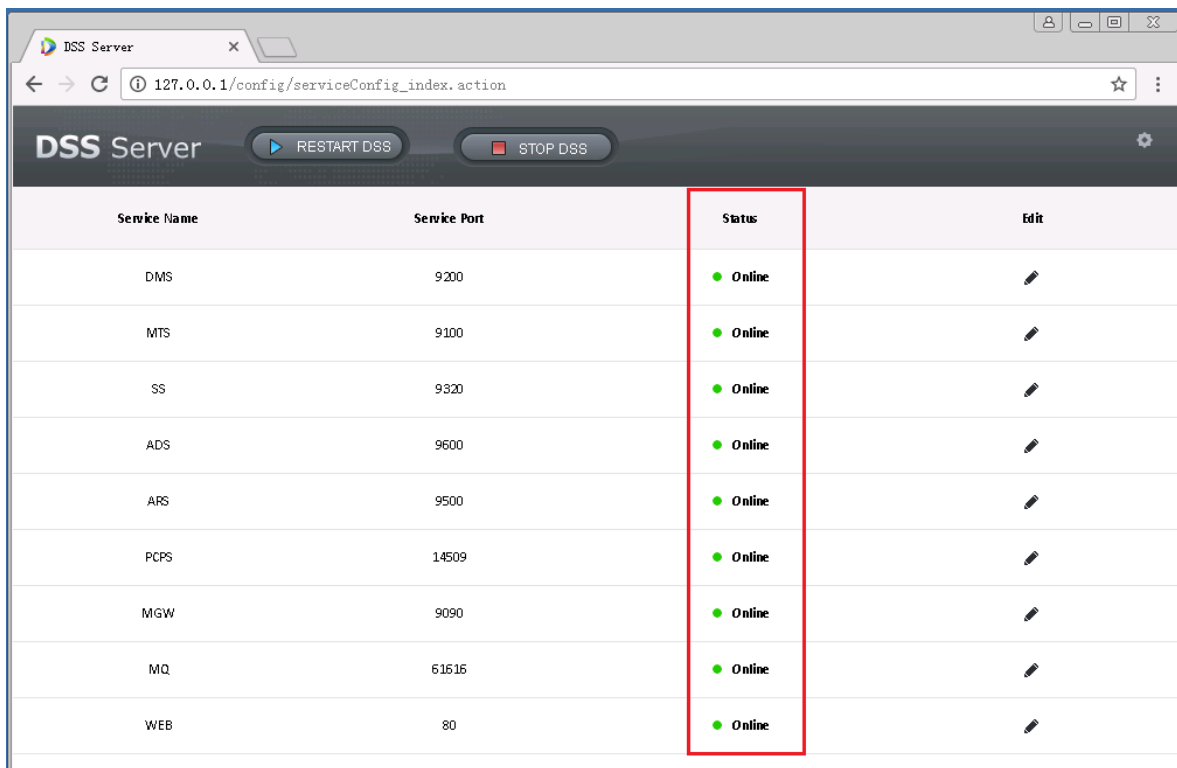 DSS Server
127.0.0.1/config/serviceConfig_index.action
DSS Server RESTART DSS STOP DSS
Service Name Service Port Status Edit
DMS 9200 Online
MTS 9100 Online
SS 9320 Online
ADS 9600 Online
ARS 9500 Online
PCPS 14509 Online
MGW 9090 Online
MQ 61616 Online
WEB 80 Online